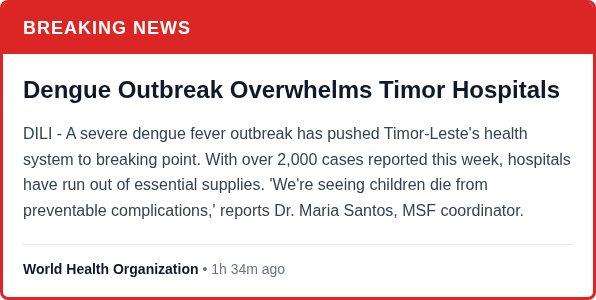 BREAKING NEWS
Dengue Outbreak Overwhelms Timor Hospitals
DILI - A severe dengue fever outbreak has pushed Timor-Leste's health
system to breaking point. With over 2,000 cases reported this week, hospitals
have run out of essential supplies. 'We're seeing children die from
preventable complications,' reports Dr. Maria Santos, MSF coordinator.
World Health Organization • 1h 34m ago